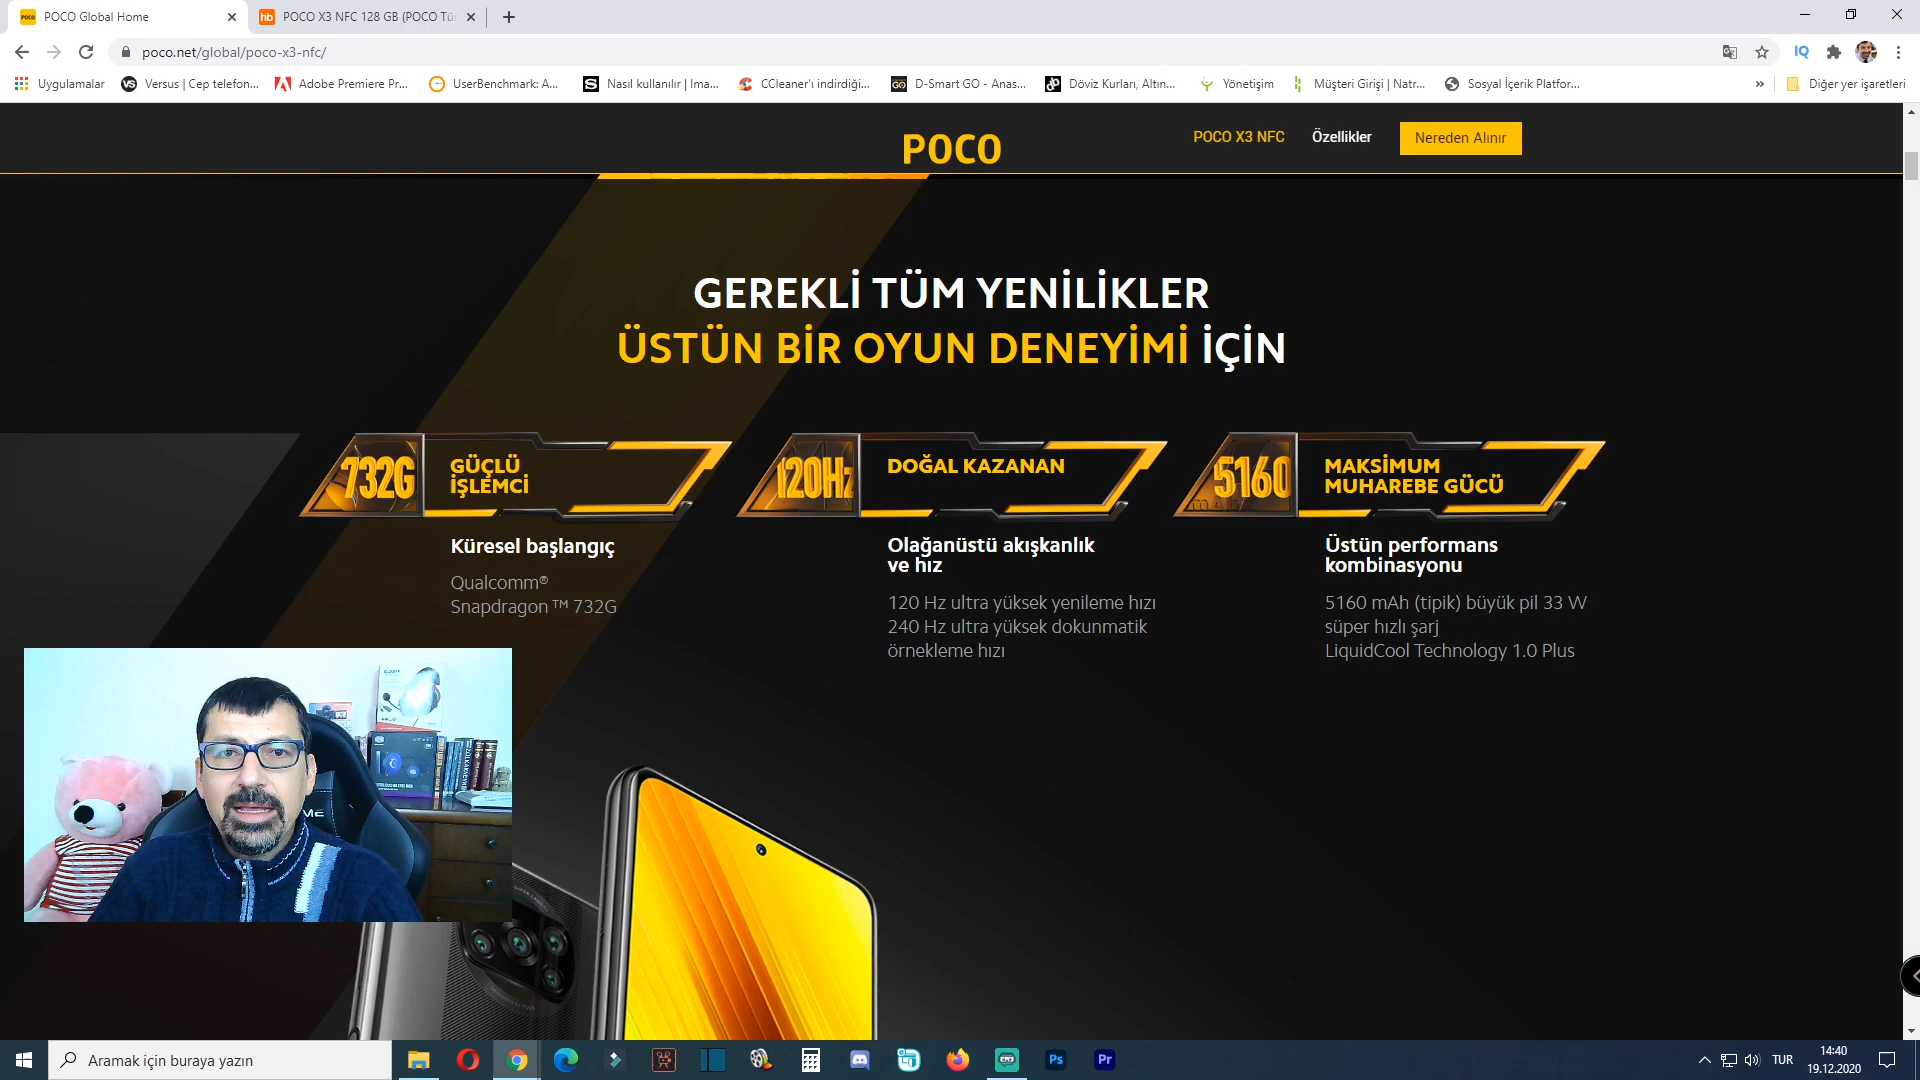 POCO Global Home
POCO X3 NFC 128 GB (POCO Tür
poco.net/global/poco-x3-nfc/
Uygulamalar
Versus | Cep telefon...
Adobe Premiere Pr...
UserBenchmark: A...
Nasıl kullanılır | Ima...
CCleaner'ı indirdiği...
D-Smart GO - Anas...
Döviz Kurları, Altın...
Yönetişim
Müşteri Girişi | Natr...
Sosyal İçerik Platfor...
Diğer yer işaretleri
POCO
POCO X3 NFC
Özellikler
Nereden Alınır
GEREKLİ TÜM YENİLİKLER
ÜSTÜN BİR OYUN DENEYİMİ İÇİN
732G
GÜÇLÜ
İŞLEMCİ
Küresel başlangıç
Qualcomm®
Snapdragon™ 732G
120Hz
DOĞAL KAZANAN
Olağanüstü akışkanlık
ve hız
120 Hz ultra yüksek yenileme hızı
240 Hz ultra yüksek dokunmatik
örnekleme hızı
5160
mAh
MAKSİMUM
MUHAREBE GÜCÜ
Üstün performans
kombinasyonu
5160 mAh (tipik) büyük pil 33 W
süper hızlı şarj
LiquidCool Technology 1.0 Plus
Aramak için buraya yazın
Ps
Pr
TUR
14:40
19.12.2020